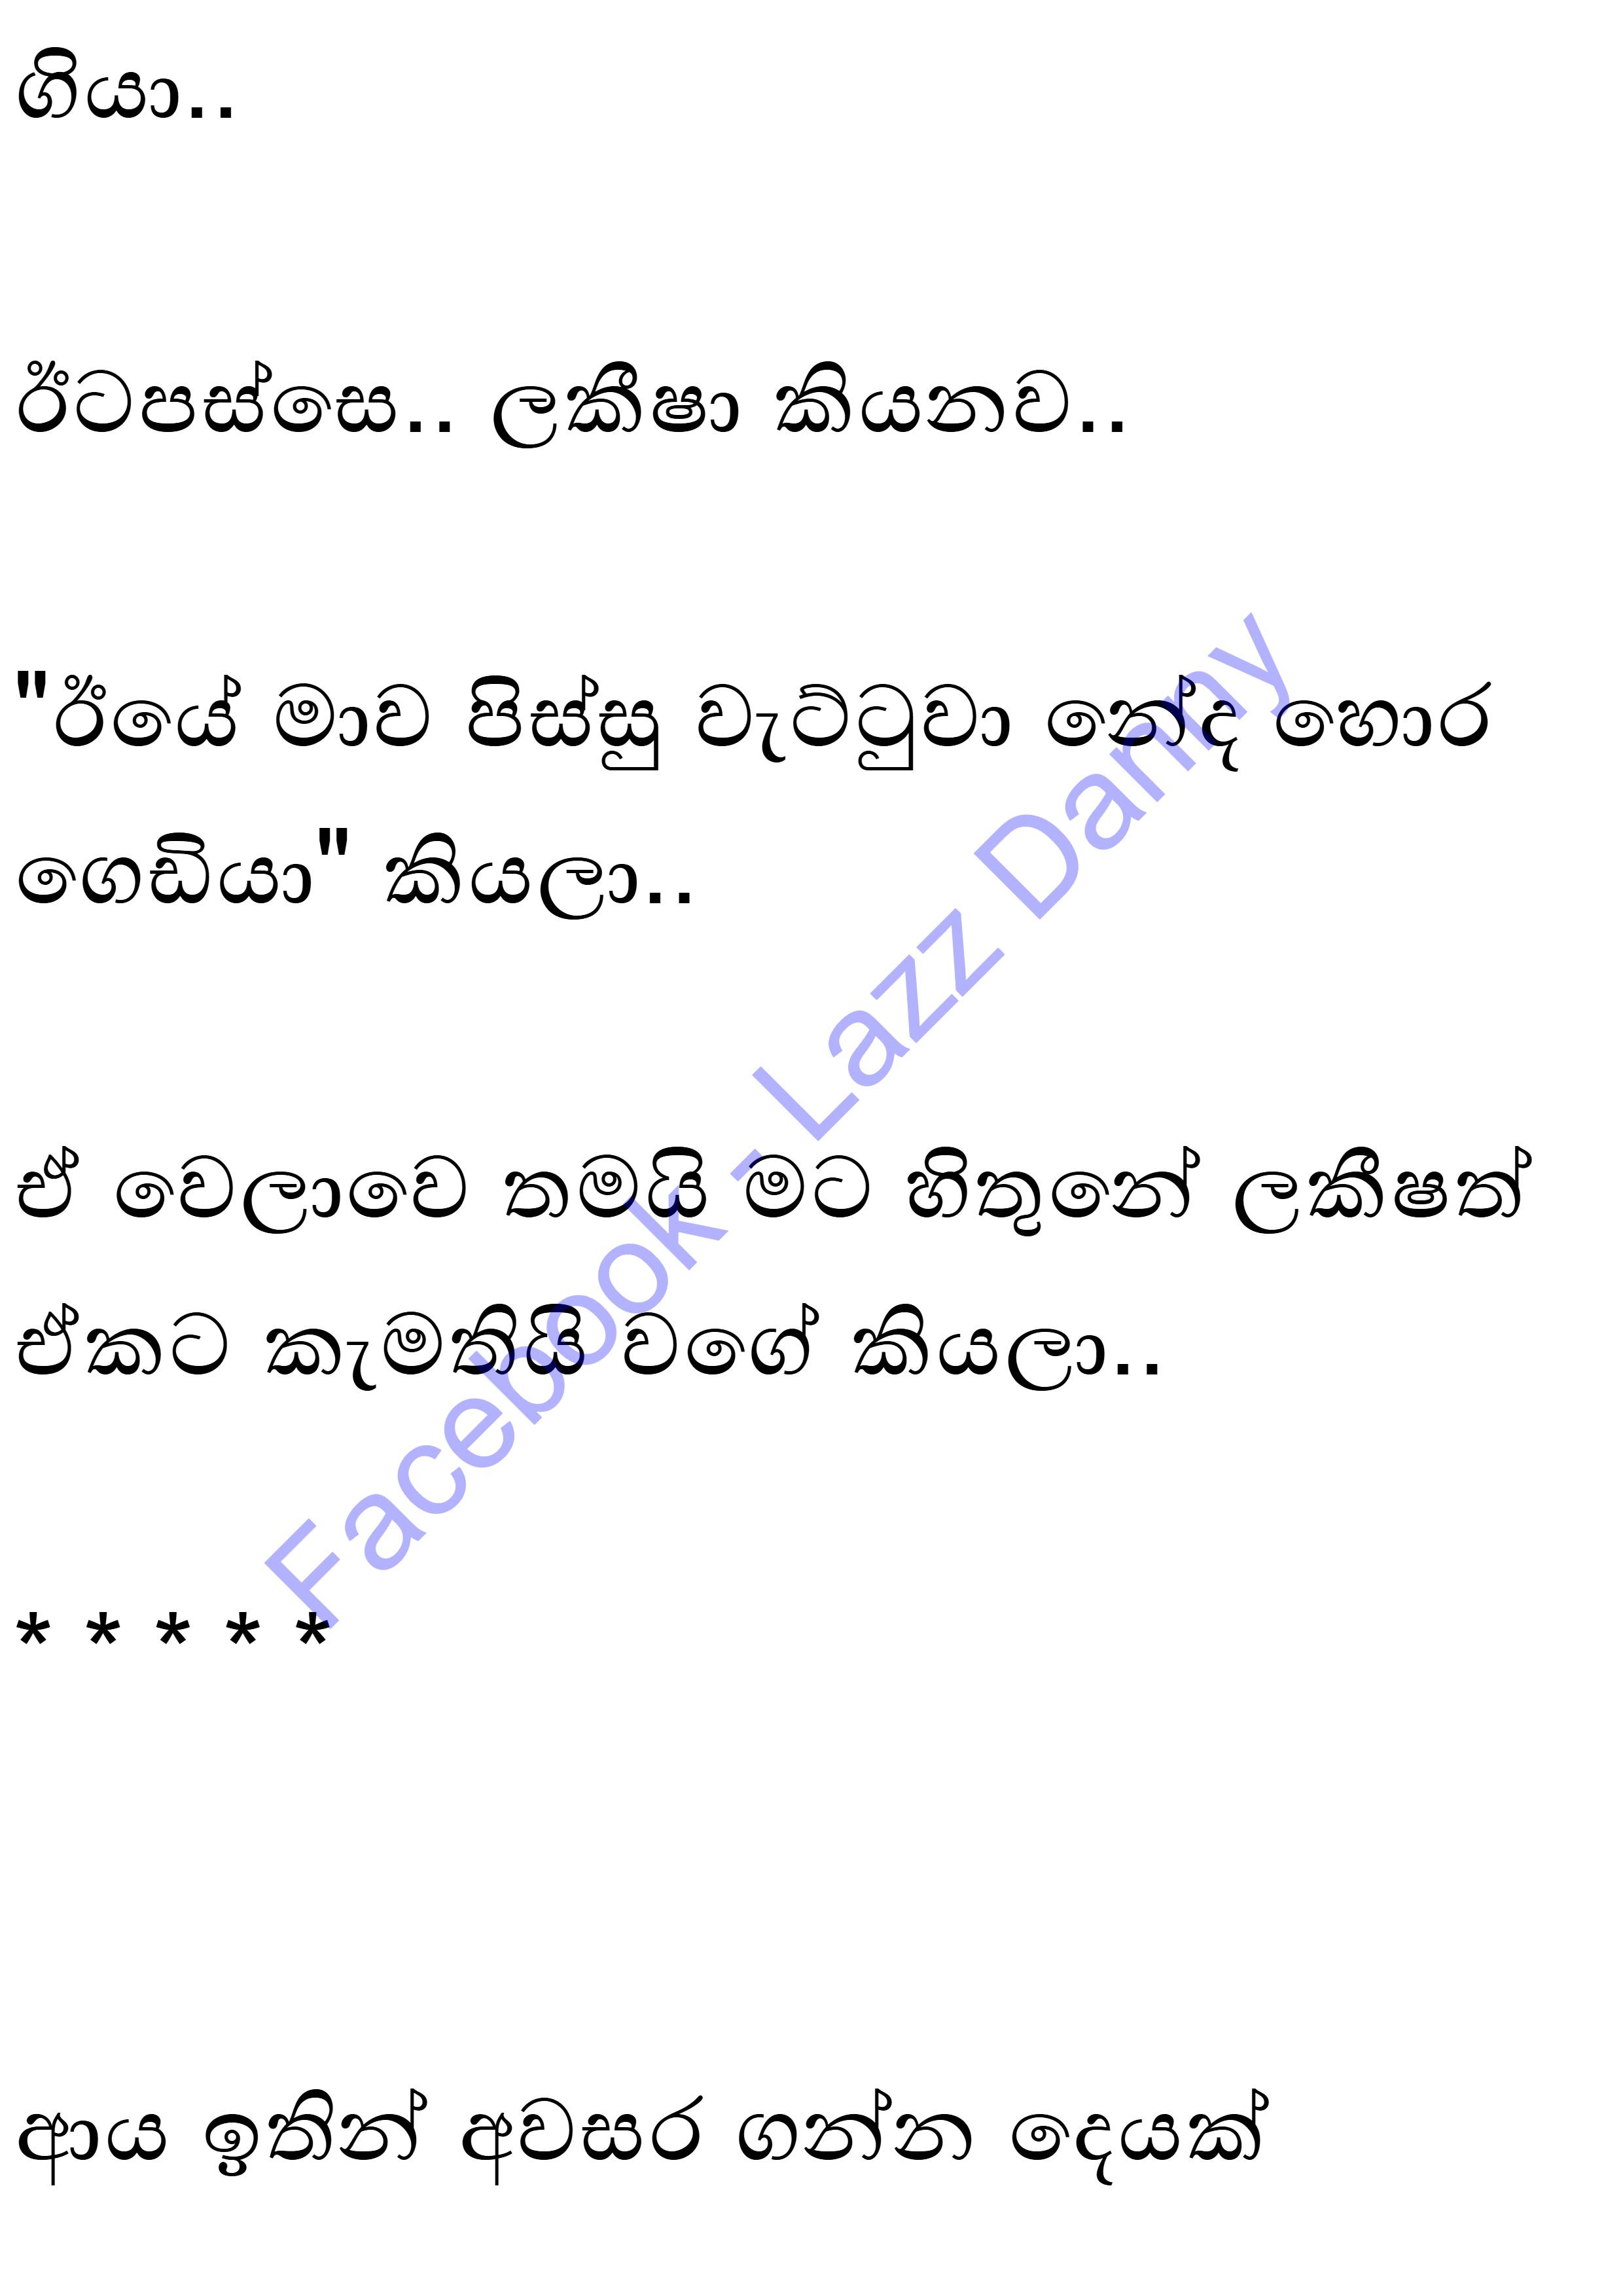 ගියා..
ඊටපස්සෙ.. ලකීෂා කියනව..
"ඊයේ මාව පිස්සු වැට්ටුවා නේද හොර
ගෙඩියා" කියලා..
ඒ වෙලාවෙ තමයි මට හිතුනේ ලකීෂත්
ඒකට කැමතියි වගේ කියලා..
* * * * *
ආය ඉතින් අවසර ගන්න දෙයක්
Facebook - Lazz Danny